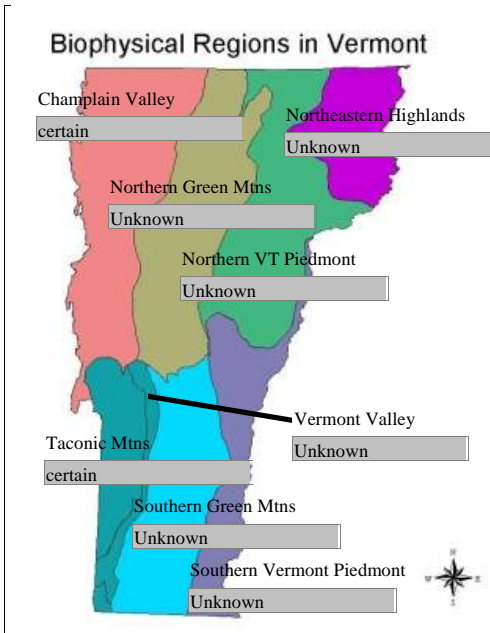 Biophysical Regions in Vermont
Champlain Valley
certain
Northeastern Highlands
Unknown
Northern Green Mtns
Unknown
Northern VT Piedmont
Unknown
Vermont Valley
Unknown
Taconic Mtns
certain
Southern Green Mtns
Unknown
Southern Vermont Piedmont
Unknown
N
W E
S